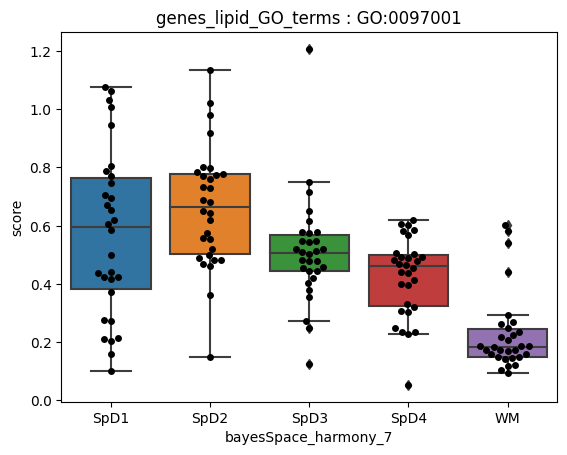 genes_lipid_GO_terms : GO:0097001
score
1.2
1.0
0.8
0.6
0.4
0.2
0.0
SpD1 SpD2 SpD3 SpD4 WM
bayesSpace_harmony_7